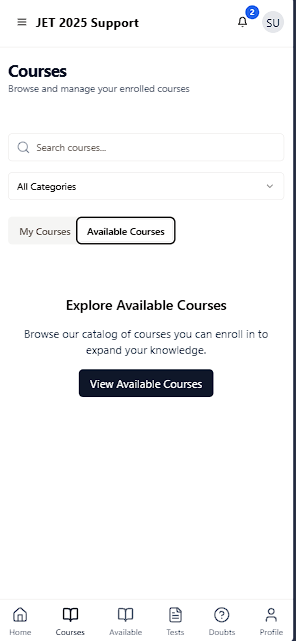 JET 2025 Support
2
SU
Courses
Browse and manage your enrolled courses
Search courses...
All Categories
My Courses
Available Courses
Explore Available Courses
Browse our catalog of courses you can enroll in to
expand your knowledge.
View Available Courses
Home
Courses
Available
Tests
Doubts
Profile